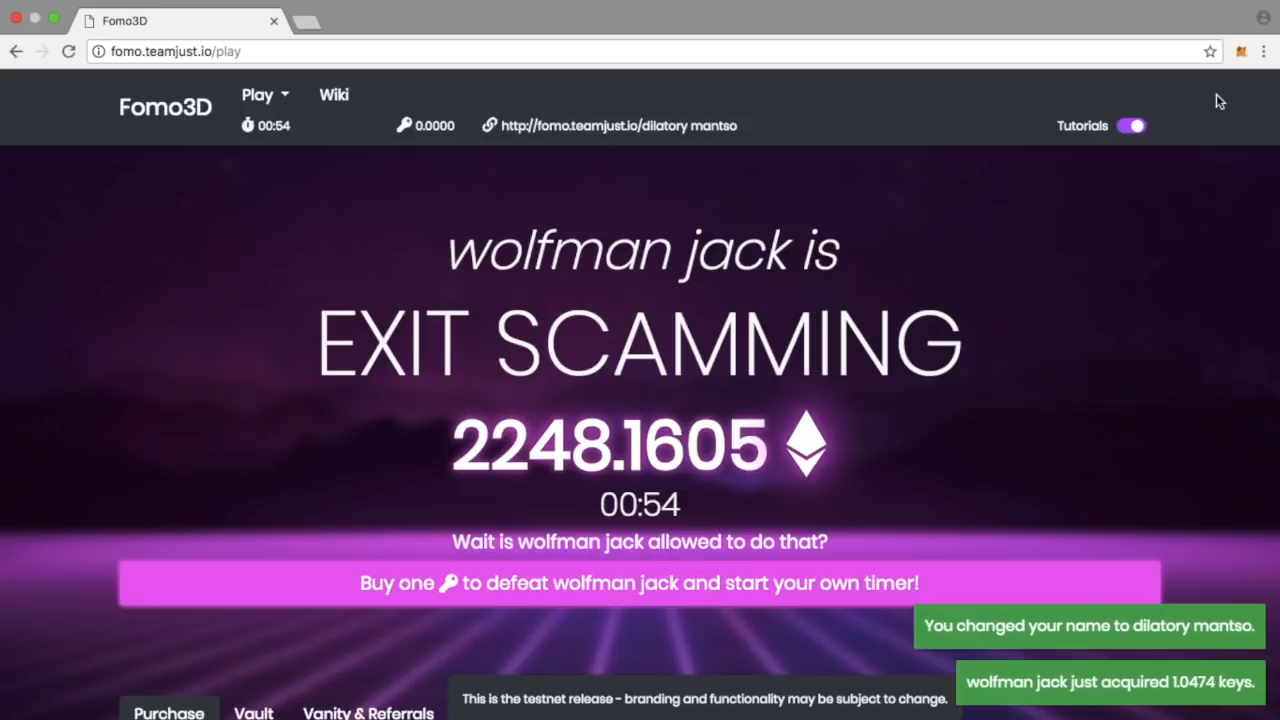 Fomo3D
fomo.teamjust.io/play
Fomo3D
Play
Wiki
00:54
0.0000
http://fomo.teamjust.io/dilatory mantso
Tutorials
wolfman jack is
EXIT SCAMMING
2248.1605
00:54
Wait is wolfman jack allowed to do that?
Buy one to defeat wolfman jack and start your own timer!
You changed your name to dilatory mantso.
wolfman jack just acquired 1.0474 keys.
This is the testnet release - branding and functionality may be subject to change.
Purchase
Vault
Vanity & Referrals